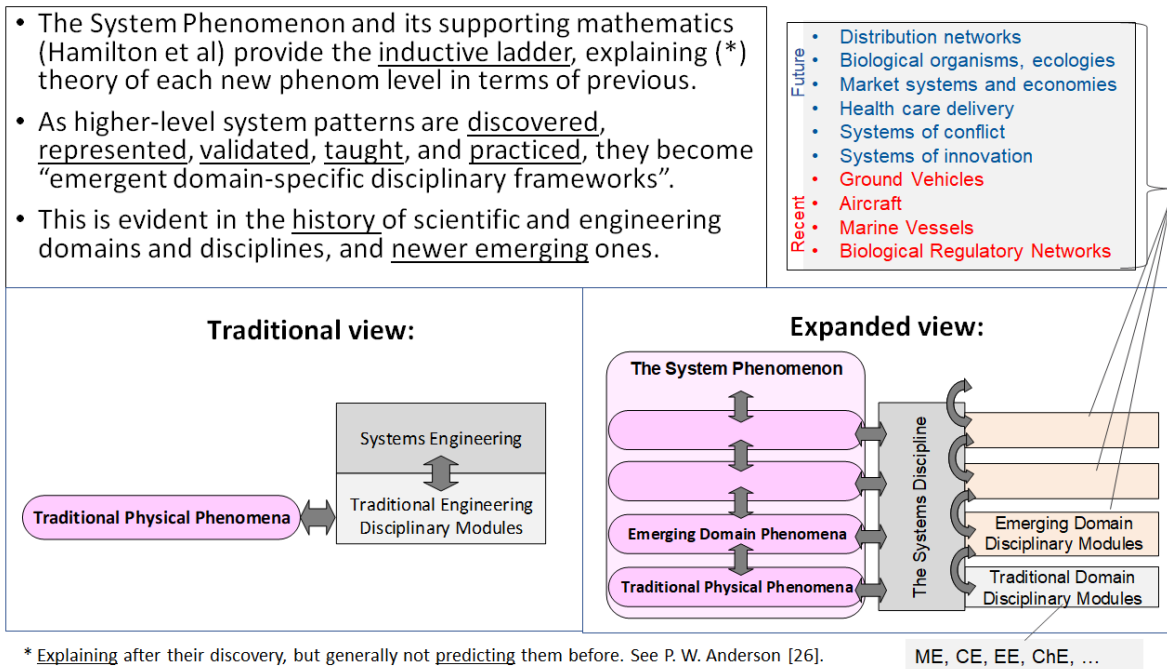 • The System Phenomenon and its supporting mathematics
(Hamilton et al) provide the inductive ladder, explaining (*)
theory of each new phenom level in terms of previous.
• As higher-level system patterns are discovered,
represented, validated, taught, and practiced, they become
“emergent domain-specific disciplinary frameworks”.
• This is evident in the history of scientific and engineering
domains and disciplines, and newer emerging ones.
Future
• Distribution networks
• Biological organisms, ecologies
• Market systems and economies
• Health care delivery
• Systems of conflict
• Systems of innovation
Recent
• Ground Vehicles
• Aircraft
• Marine Vessels
• Biological Regulatory Networks
Traditional view:
Systems Engineering
Traditional Physical Phenomena
Traditional Engineering
Disciplinary Modules
Expanded view:
The System Phenomenon
Emerging Domain Phenomena
Traditional Physical Phenomena
The Systems Discipline
Emerging Domain
Disciplinary Modules
Traditional Domain
Disciplinary Modules
* Explaining after their discovery, but generally not predicting them before. See P. W. Anderson [26].
ME, CE, EE, ChE, …